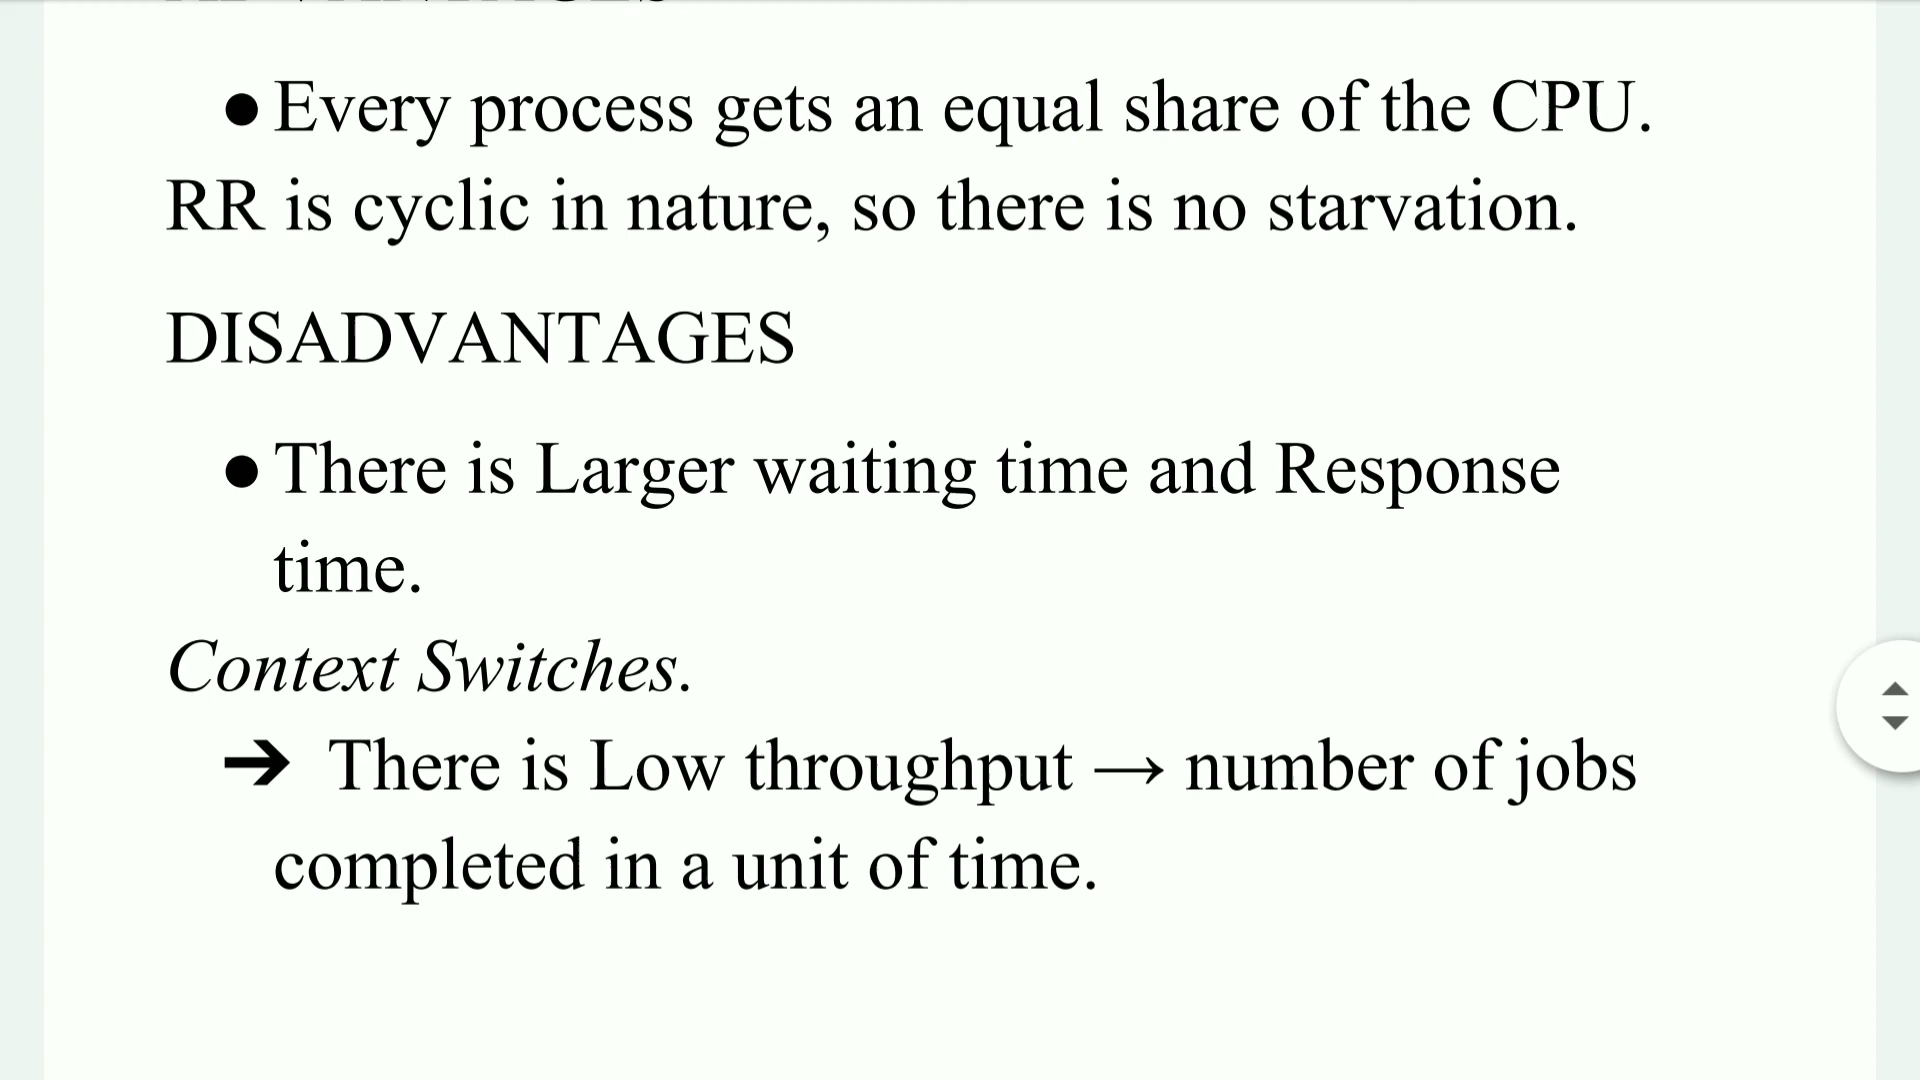 ● Every process gets an equal share of the CPU.
RR is cyclic in nature, so there is no starvation.
DISADVANTAGES
● There is Larger waiting time and Response
time.
Context Switches.
➔ There is Low throughput → number of jobs
completed in a unit of time.